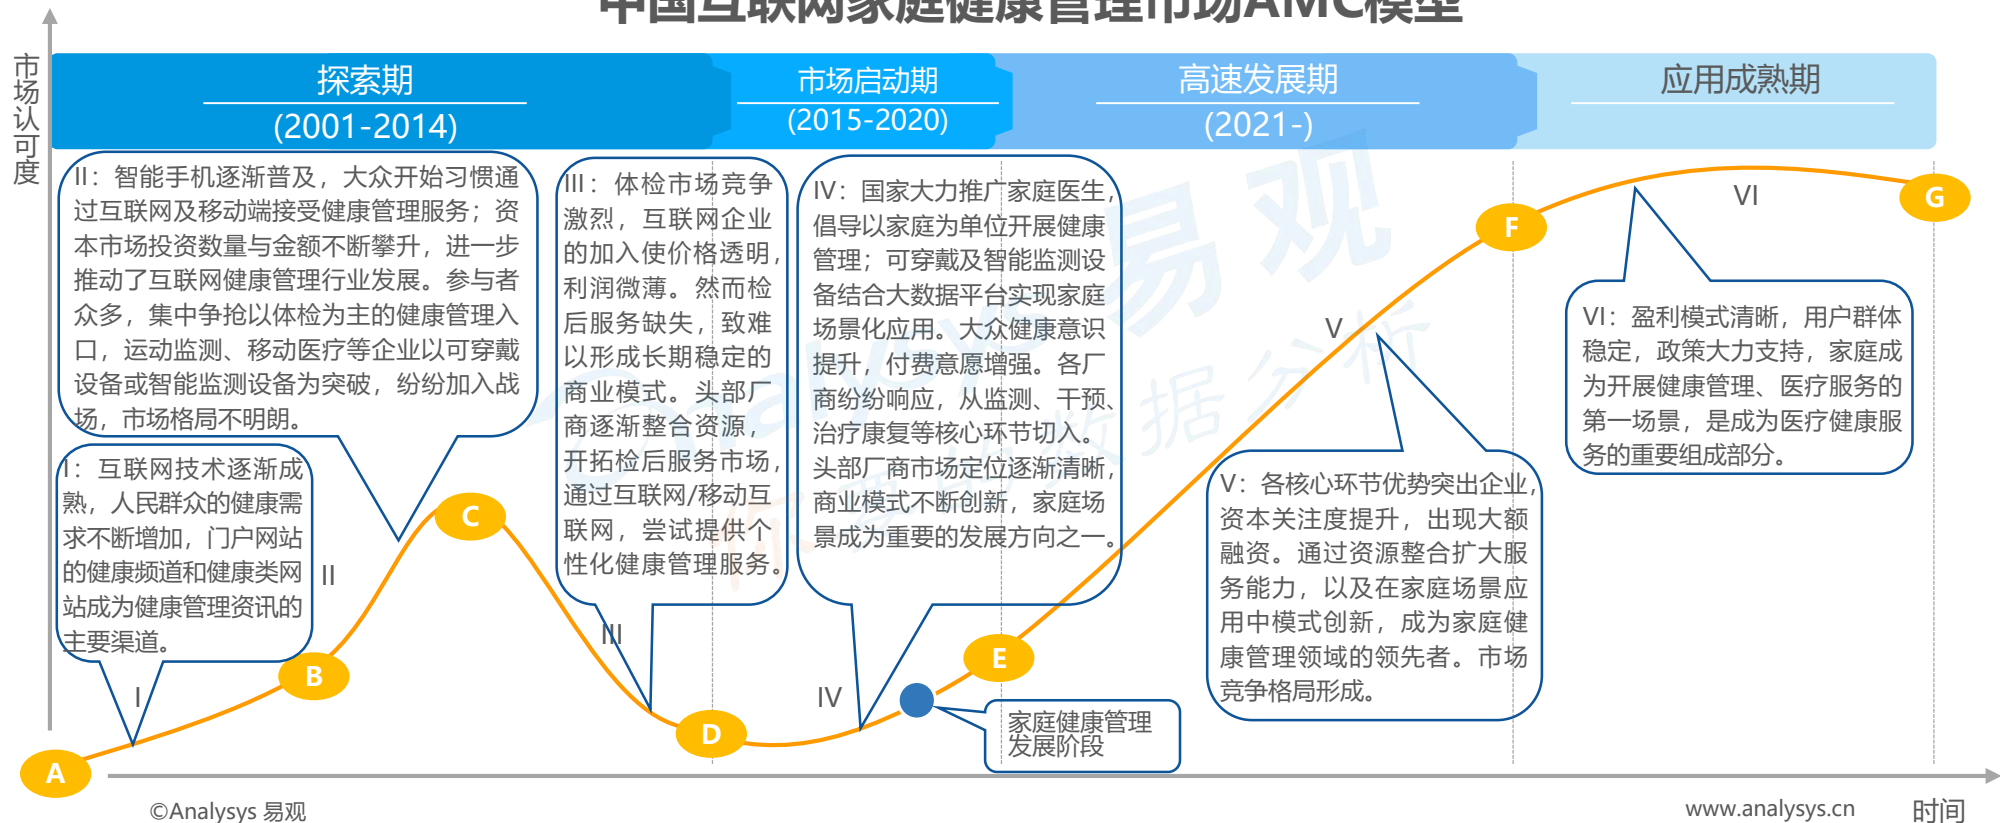 中国互联网家庭健康管理市场AMC模型
市场认可度
探索期
(2001-2014)
市场启动期
(2015-2020)
高速发展期
(2021-)
应用成熟期
II：智能手机逐渐普及，大众开始习惯通
过互联网及移动端接受健康管理服务；资
本市场投资数量与金额不断攀升，进一步
推动了互联网健康管理行业发展。参与者
众多，集中争抢以体检为主的健康管理入
口，运动监测、移动医疗等企业以可穿戴
设备或智能监测设备为突破，纷纷加入战
场，市场格局不明朗。
I：互联网技术逐渐成
熟，人民群众的健康需
求不断增加，门户网站
的健康频道和健康类网
站成为健康管理资讯的
主要渠道。
III：体检市场竞争
激烈，互联网企业
的加入使价格透明，
利润微薄。然而检
后服务缺失，致难
以形成长期稳定的
商业模式。头部厂
商逐渐整合资源，
开拓检后服务市场，
通过互联网/移动互
联网，尝试提供个
性化健康管理服务。
IV：国家大力推广家庭医生，
倡导以家庭为单位开展健康
管理；可穿戴及智能监测设
备结合大数据平台实现家庭
场景化应用。大众健康意识
提升，付费意愿增强。各厂
商纷纷响应，从监测、干预、
治疗康复等核心环节切入。
头部厂商市场定位逐渐清晰，
商业模式不断创新，家庭场
景成为重要的发展方向之一。
V：各核心环节优势突出企业，
资本关注度提升，出现大额
融资。通过资源整合扩大服
务能力，以及在家庭场景应
用中模式创新，成为家庭健
康管理领域的领先者。市场
竞争格局形成。
VI：盈利模式清晰，用户群体
稳定，政策大力支持，家庭成
为开展健康管理、医疗服务的
第一场景，是成为医疗健康服
务的重要组成部分。
A
I
B
II
C
III
D
IV
E
V
F
VI
G
家庭健康管理
发展阶段
analysys 易观
你要的数据分析
©Analysys 易观
www.analysys.cn
时间